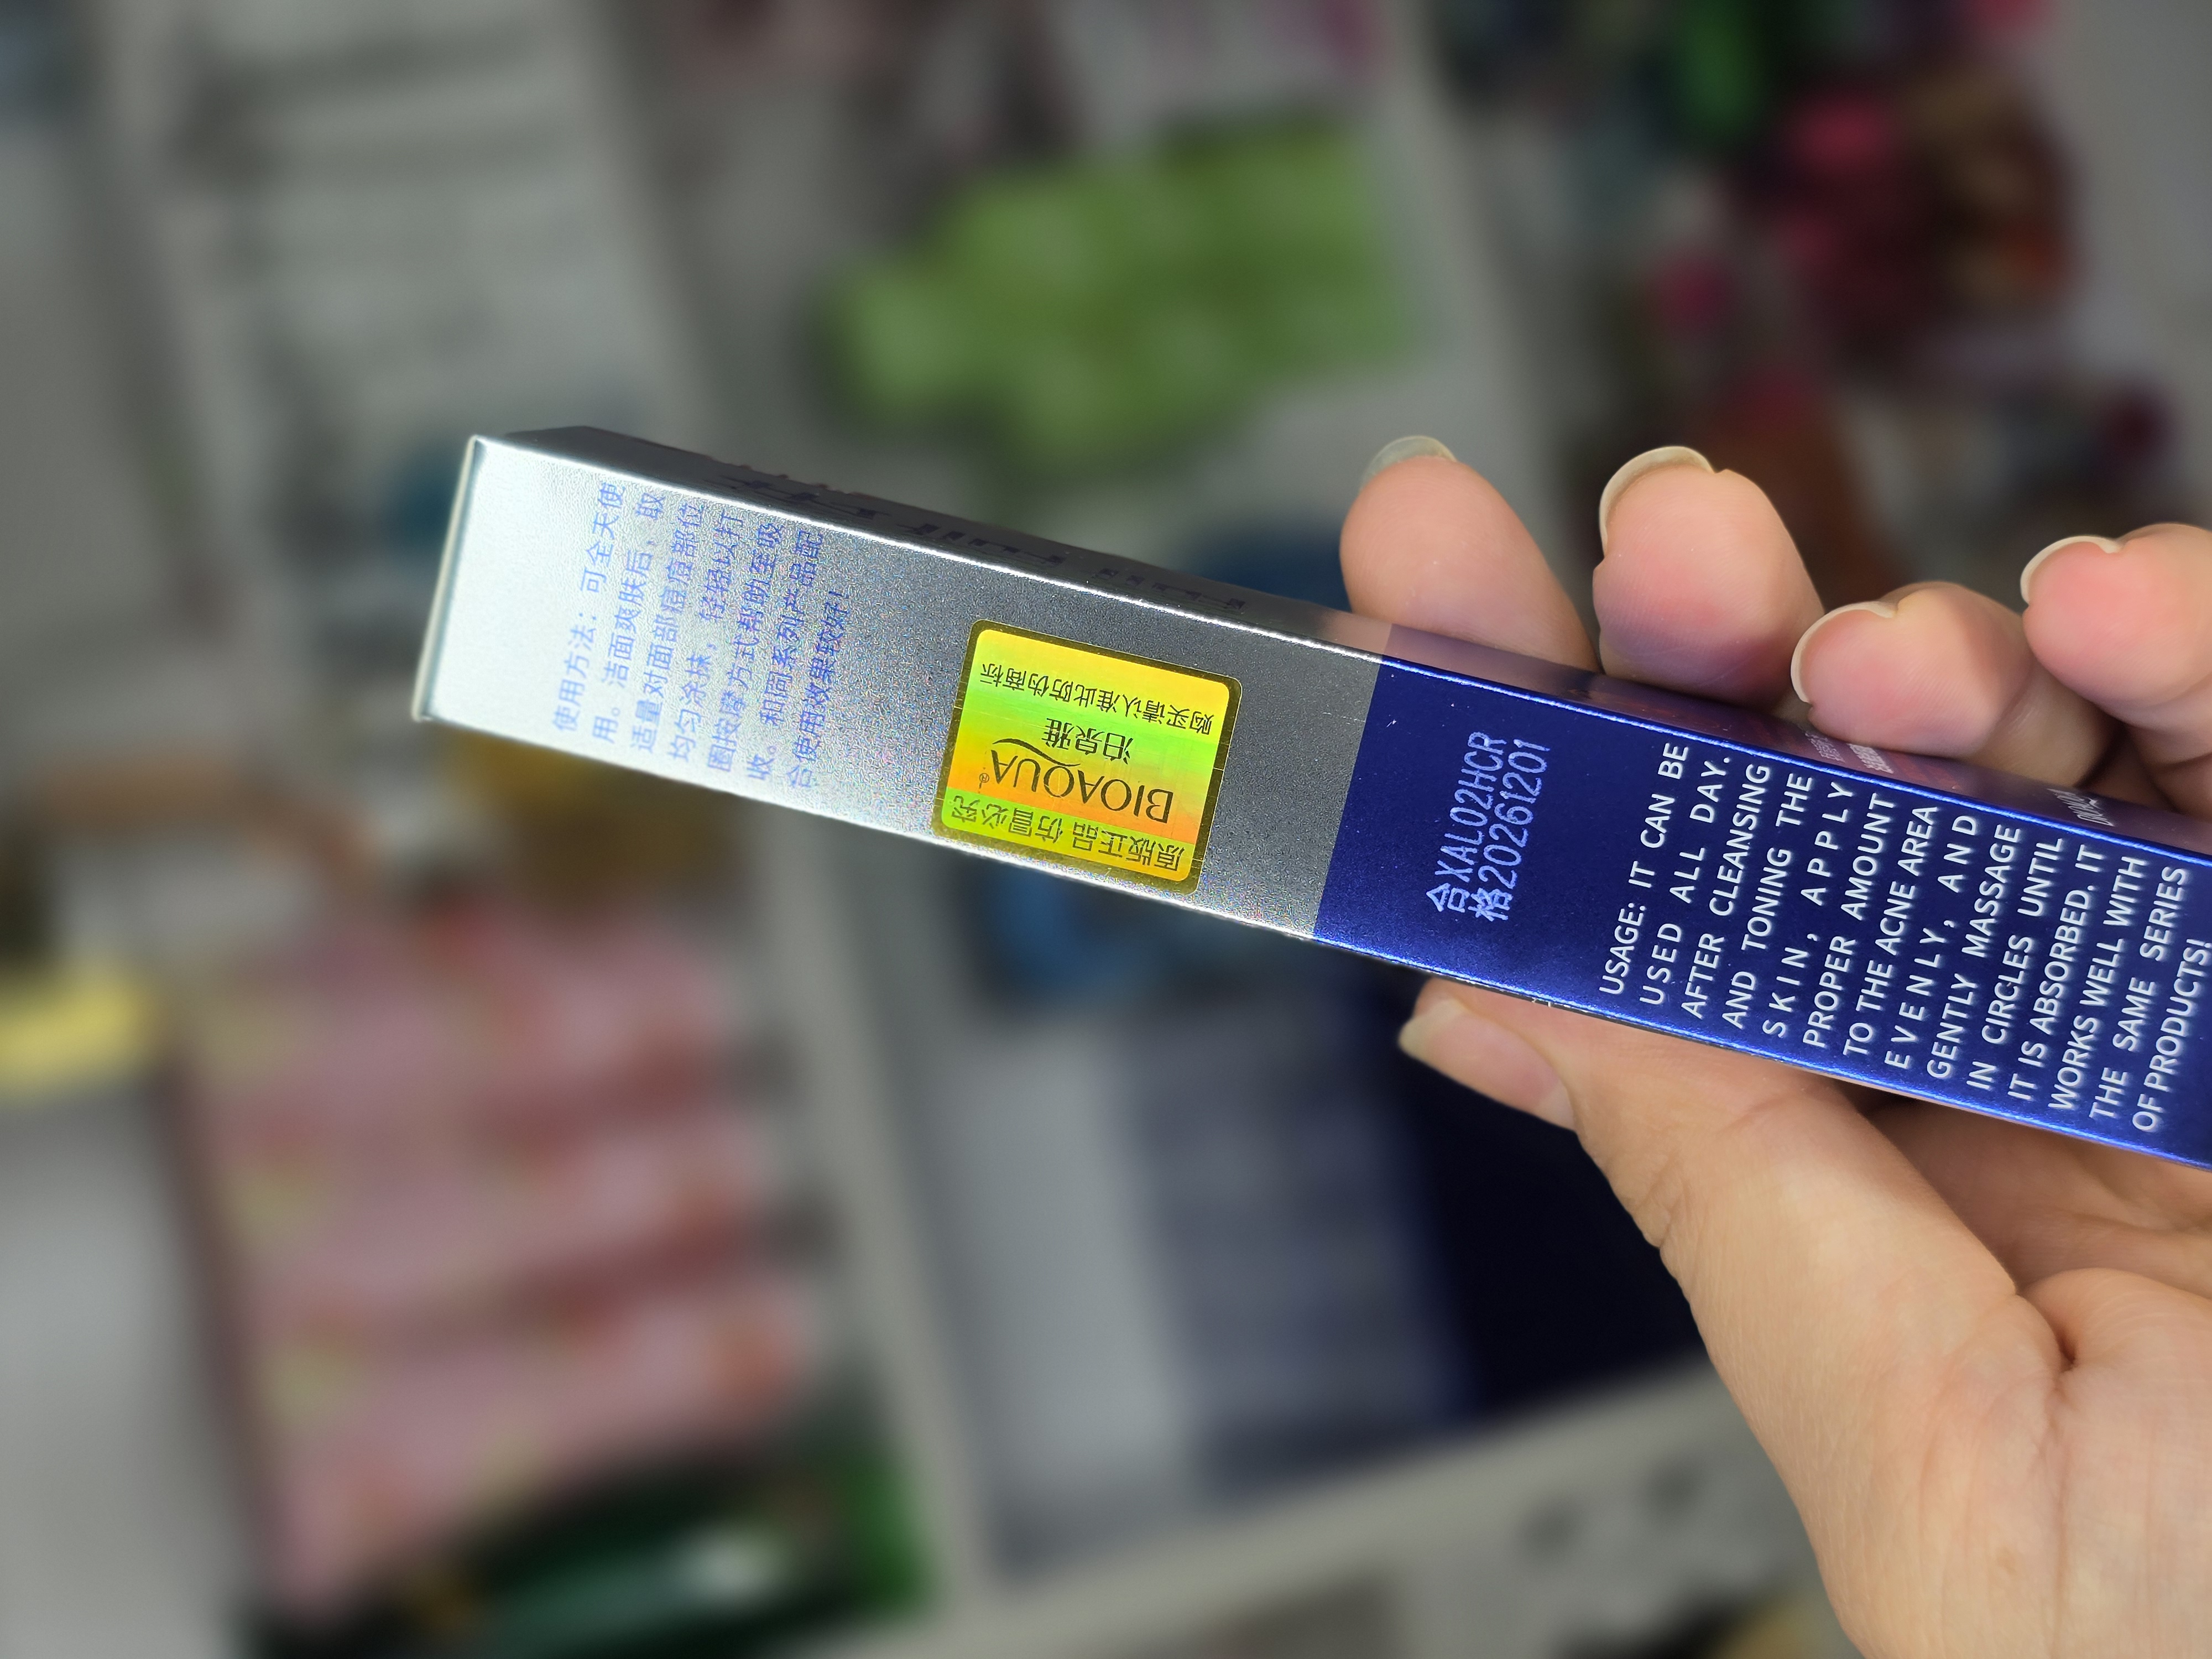 使用方法：可全天使
用。洁面爽肤后，取
适量对面部痘痘部位
均匀涂抹，轻轻以打
圈按摩方式帮助至吸
收。和同系列产品配
合使用效果较好！
原版正品 仿冒必究
BIOAQUA®
泊泉雅
购买请认准此防伪商标
合XAL02HCR
格20261201
USAGE: IT CAN BE
USED ALL DAY.
AFTER CLEANSING
AND TONING THE
SKIN, APPLY
PROPER AMOUNT
TO THE ACNE AREA
EVENLY, AND
GENTLY MASSAGE
IN CIRCLES UNTIL
IT IS ABSORBED. IT
WORKS WELL WITH
THE SAME SERIES
OF PRODUCTS!